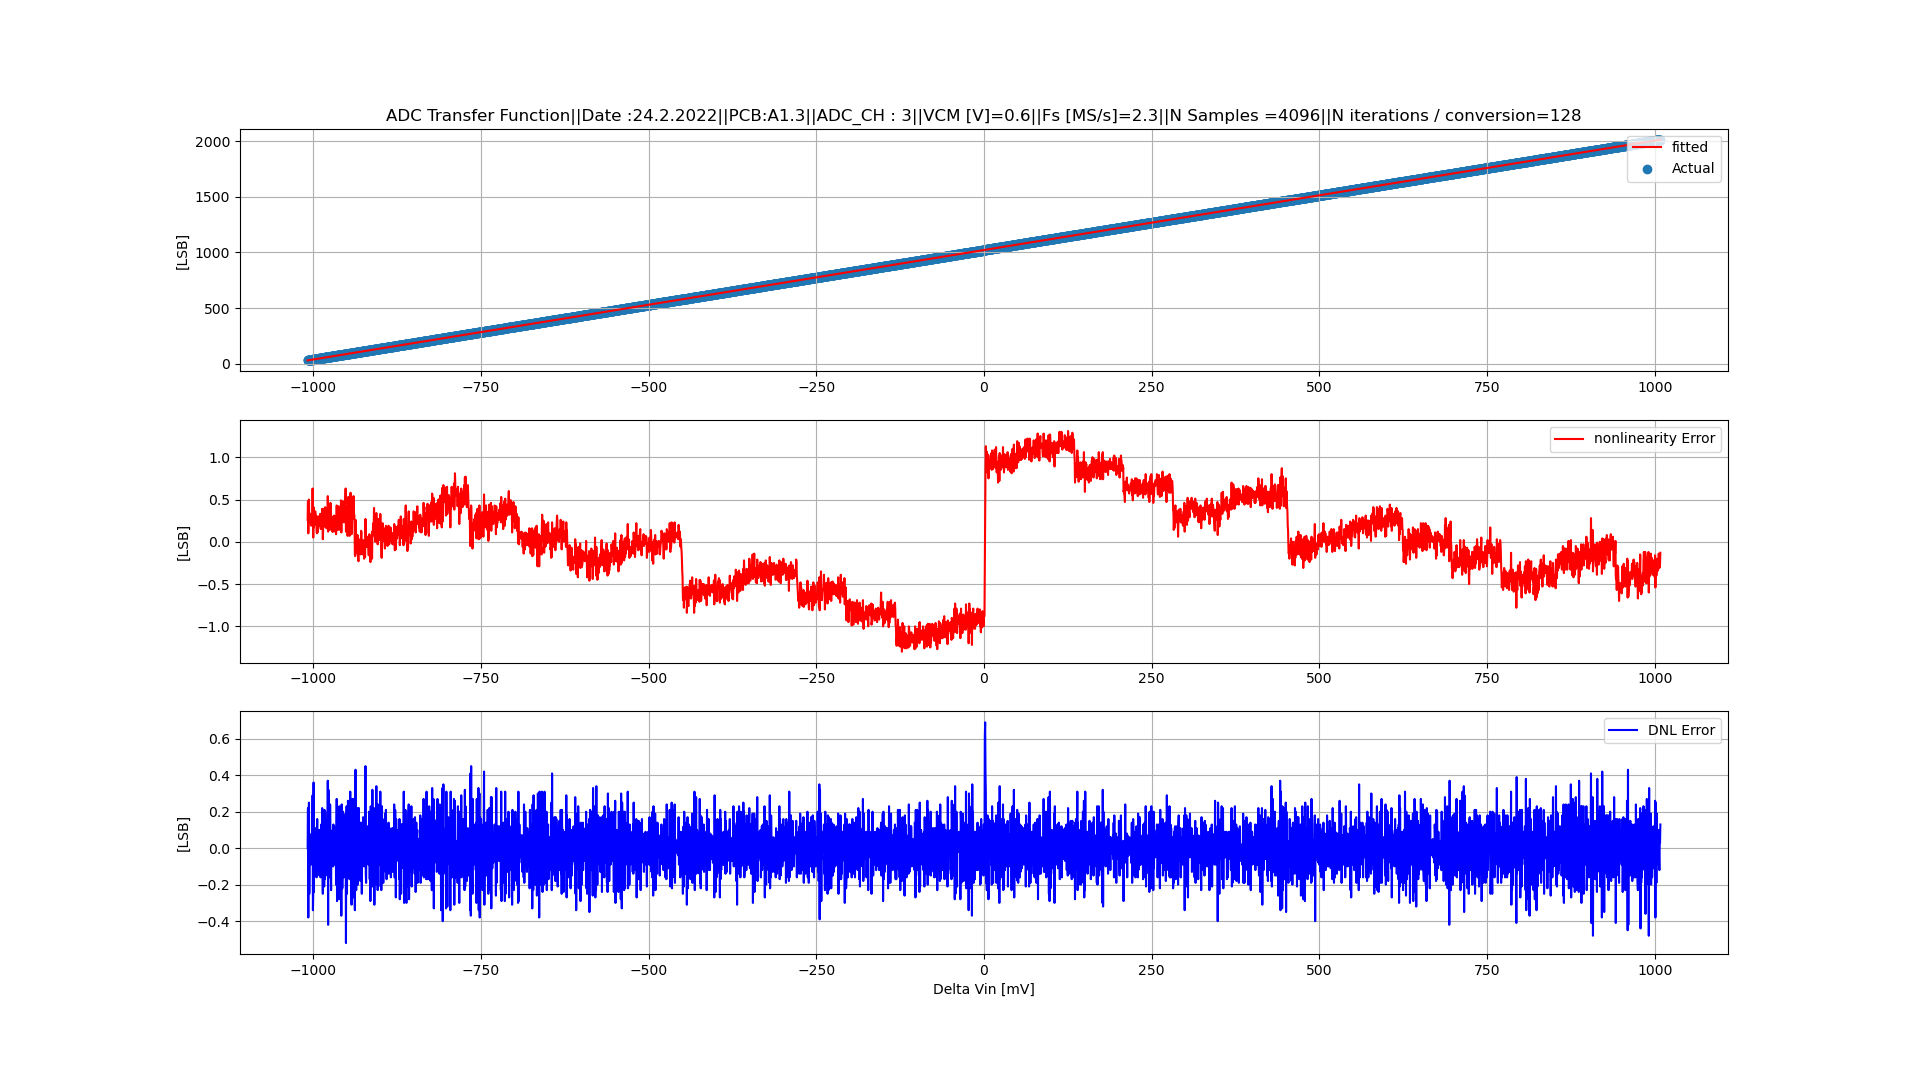 ADC Transfer Function||Date :24.2.2022||PCB:A1.3||ADC_CH : 3||VCM [V]=0.6||Fs [MS/s]=2.3||N Samples =4096||N iterations / conversion=128
2000
1500
1000
500
0
[LSB]
fitted
Actual
−1000 −750 −500 −250 0 250 500 750 1000
1.0
0.5
0.0
−0.5
−1.0
[LSB]
nonlinearity Error
−1000 −750 −500 −250 0 250 500 750 1000
0.6
0.4
0.2
0.0
−0.2
−0.4
[LSB]
DNL Error
−1000 −750 −500 −250 0 250 500 750 1000
Delta Vin [mV]